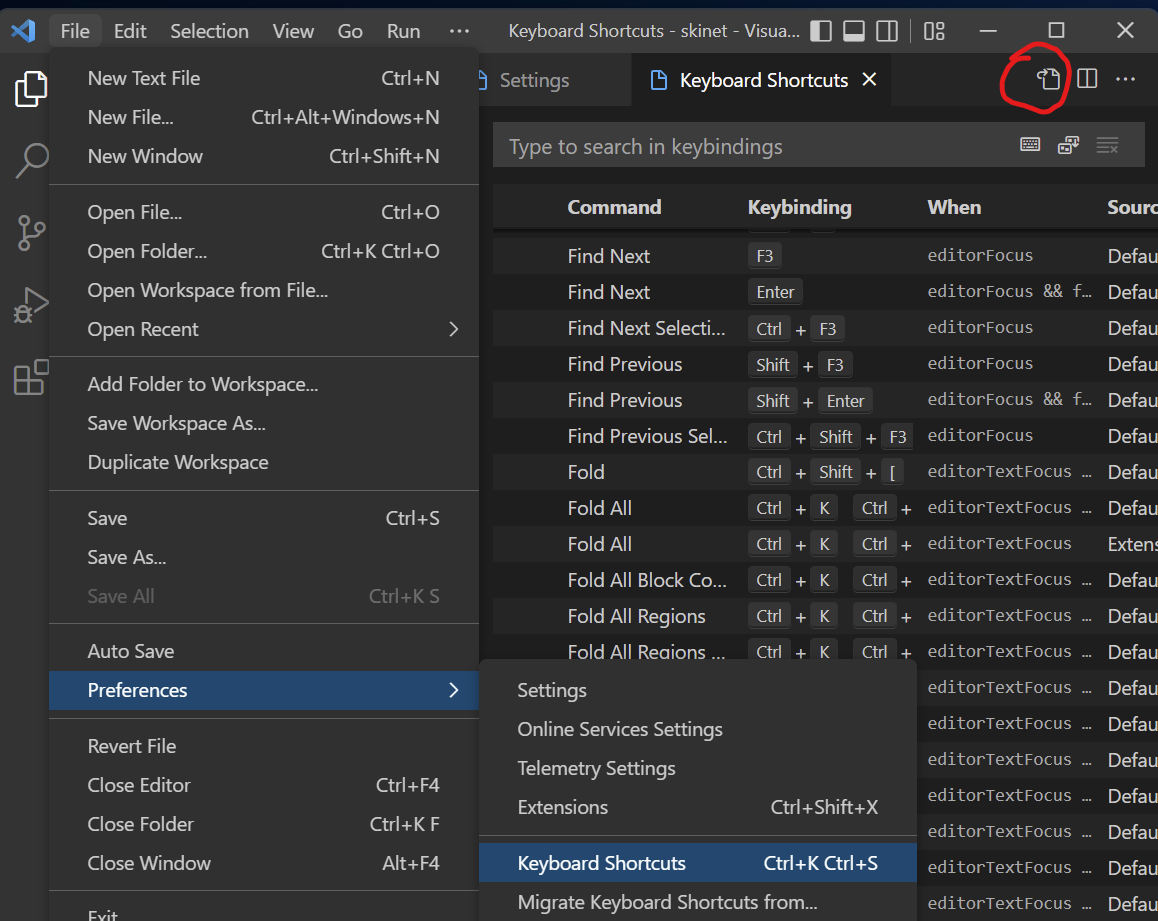 File Edit Selection View Go Run ··· Keyboard Shortcuts - skinet - Visua...
Settings
Keyboard Shortcuts
New Text File Ctrl+N
New File... Ctrl+Alt+Windows+N
New Window Ctrl+Shift+N
Open File... Ctrl+O
Open Folder... Ctrl+K Ctrl+O
Open Workspace from File...
Open Recent
Add Folder to Workspace...
Save Workspace As...
Duplicate Workspace
Save Ctrl+S
Save As...
Save All Ctrl+K S
Auto Save
Preferences
Revert File
Close Editor Ctrl+F4
Close Folder Ctrl+K F
Close Window Alt+F4
Exit
Type to search in keybindings
Command Keybinding When Sourc
Find Next F3 editorFocus Defau
Find Next Enter editorFocus && f... Defau
Find Next Selecti... Ctrl + F3 editorFocus Defau
Find Previous Shift + F3 editorFocus Defau
Find Previous Shift + Enter editorFocus && f... Defau
Find Previous Sel... Ctrl + Shift + F3 editorFocus Defau
Fold Ctrl + Shift + [ editorTextFocus ... Defau
Fold All Ctrl + K Ctrl + editorTextFocus ... Defau
Fold All Ctrl + K Ctrl + editorTextFocus Extens
Fold All Block Co... Ctrl + K Ctrl + editorTextFocus ... Defau
Fold All Regions Ctrl + K Ctrl + editorTextFocus ... Defau
Fold All Regions ... Ctrl + K Ctrl + editorTextFocus ... Defau
editorTextFocus ... Defau
editorTextFocus ... Defau
editorTextFocus ... Defau
editorTextFocus ... Defau
editorTextFocus ... Defau
editorTextFocus ... Defau
editorTextFocus ... Defau
Settings
Online Services Settings
Telemetry Settings
Extensions Ctrl+Shift+X
Keyboard Shortcuts Ctrl+K Ctrl+S
Migrate Keyboard Shortcuts from...